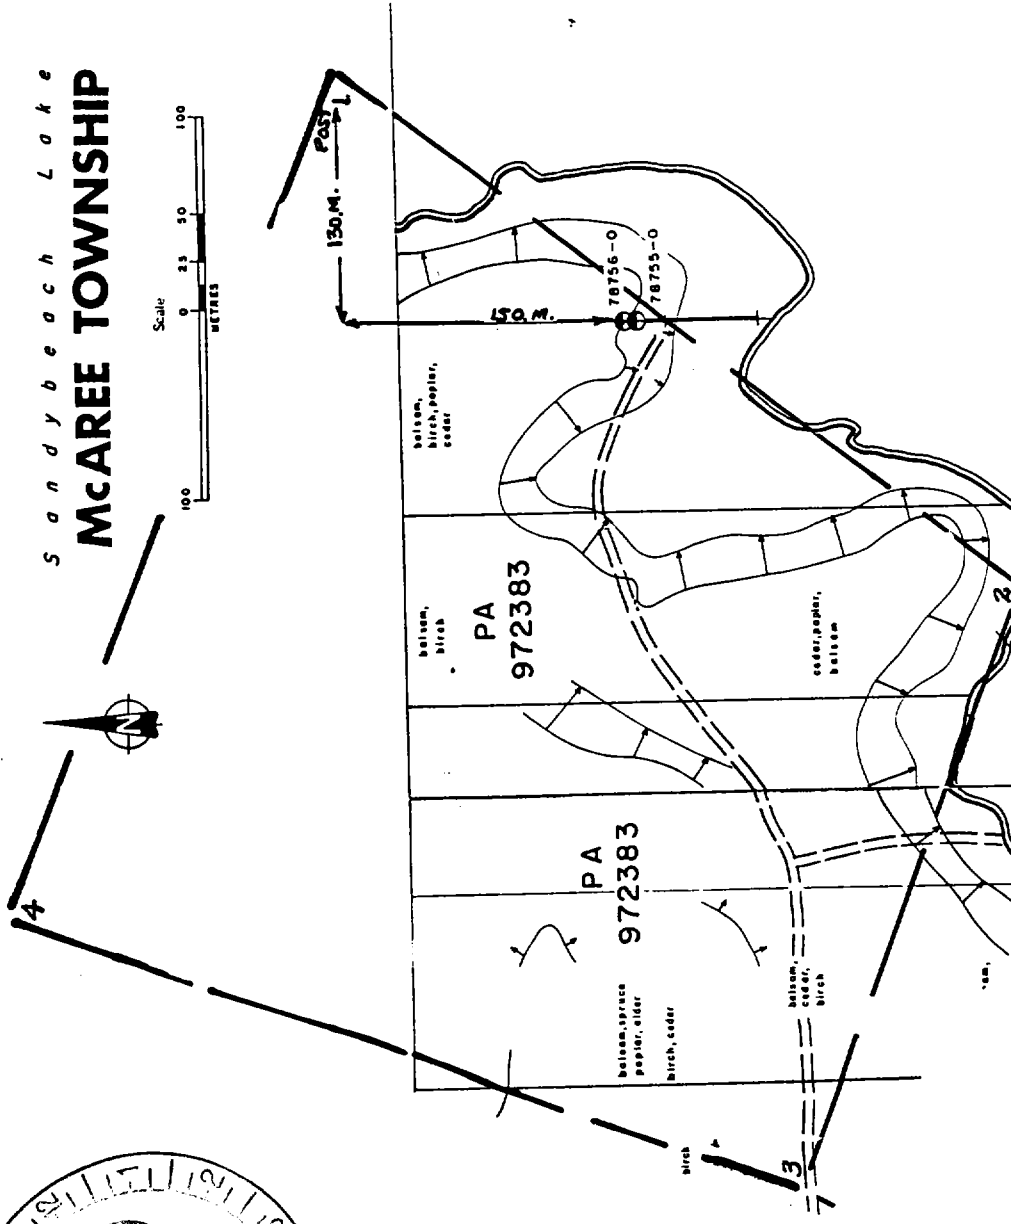 Sandybeach Lake
McAREE TOWNSHIP
Scale
100 0 25 50 100
METRES
N
POST 1.
130.M.
150.M.
78756-0
78755-0
balsam,
birch, poplar,
cedar
balsam,
birch
PA
972383
cedar, poplar,
balsam
2
PA
972383
balsam, spruce
poplar, alder
birch, cedar
balsam,
cedar,
birch
birch
3
4
12